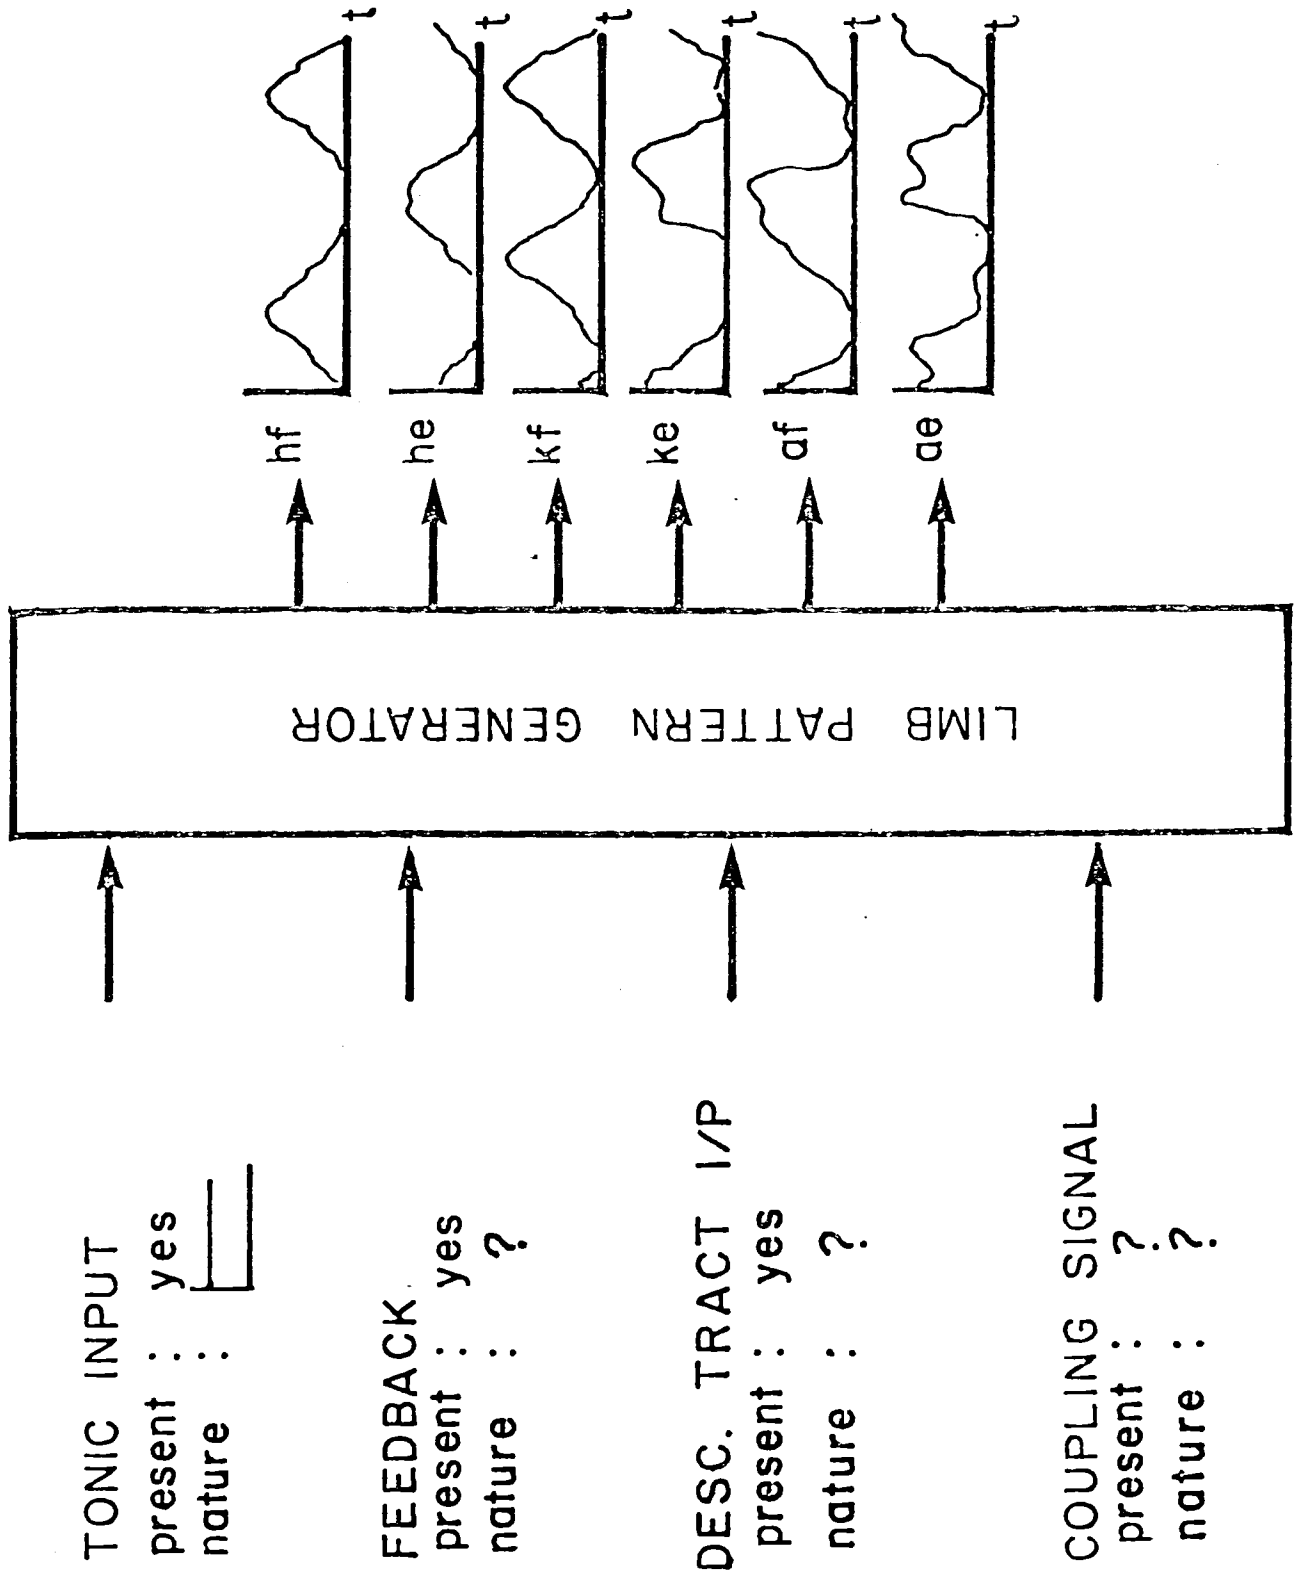 TONIC INPUT
present : yes
nature :
FEEDBACK
present : yes
nature : ?
DESC. TRACT I/P
present : yes
nature : ?
COUPLING SIGNAL
present : ?
nature : ?
LIMB PATTERN GENERATOR
hf
t
he
t
kf
t
ke
t
af
t
ae
t